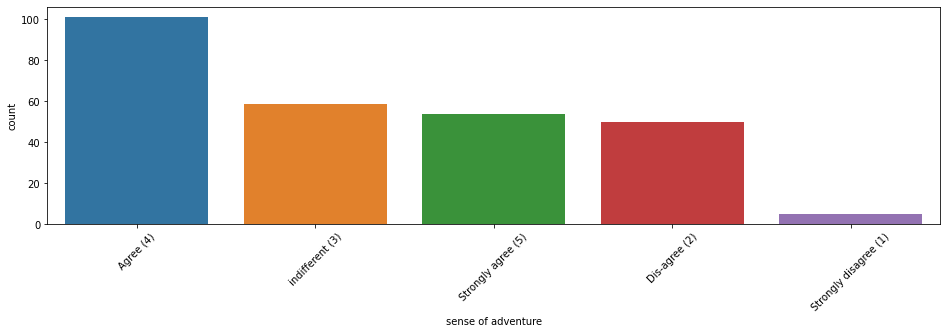 100
80
60
40
20
0
count
Agree (4)
indifferent (3)
Strongly agree (5)
Dis-agree (2)
Strongly disagree (1)
sense of adventure